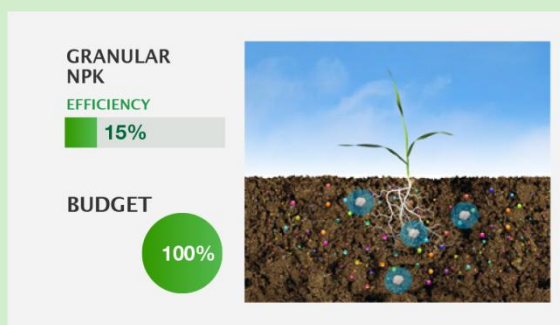 GRANULAR
NPK
EFFICIENCY
15%
BUDGET
100%